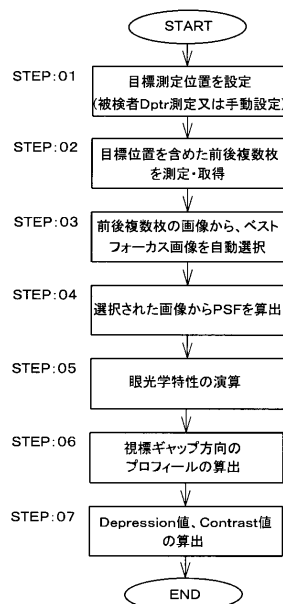 START
STEP:01
目標測定位置を設定
(被検者Dptr測定又は手動設定)
STEP:02
目標位置を含めた前後複数枚
を測定・取得
STEP:03
前後複数枚の画像から、ベスト
フォーカス画像を自動選択
STEP:04
選択された画像からPSFを算出
STEP:05
眼光学特性の演算
STEP:06
視標ギャップ方向の
プロフィールの算出
STEP:07
Depression値、Contrast値
の算出
END